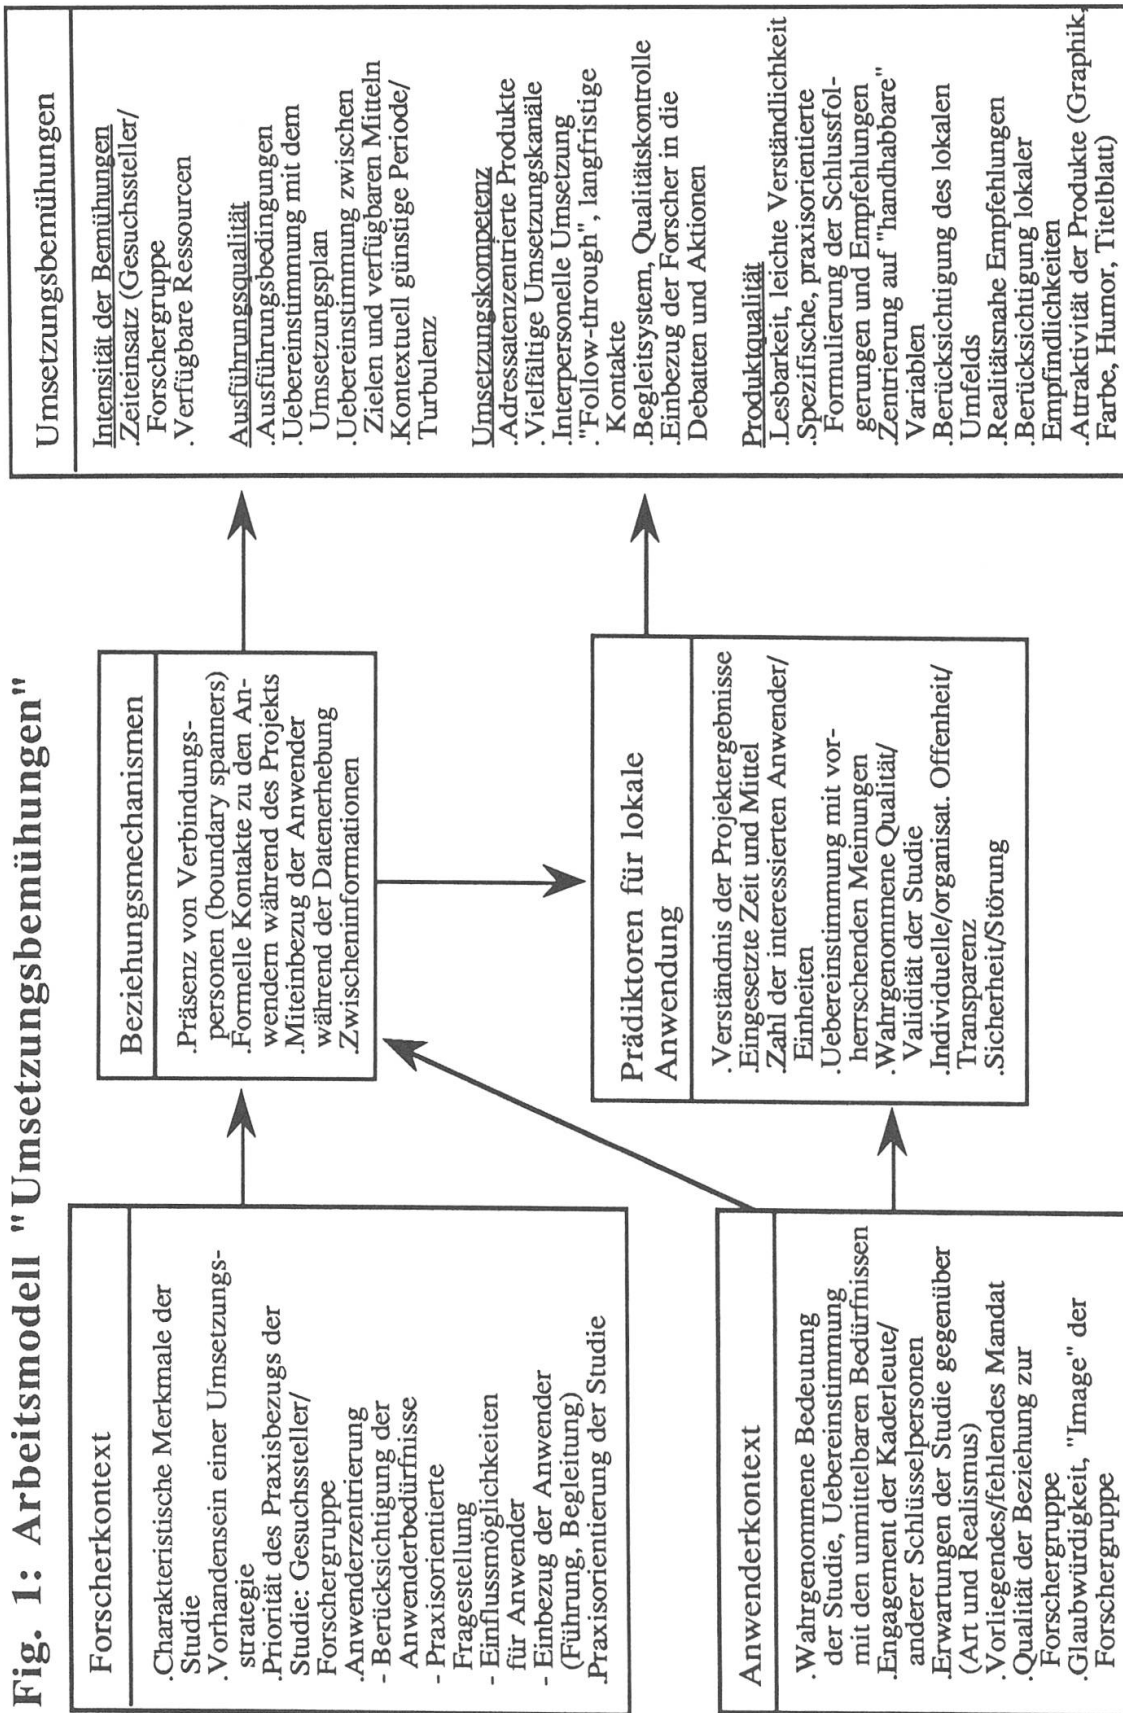 Fig. 1: Arbeitsmodell "Umsetzungsbemühungen"
Forscherkontext
.Charakteristische Merkmale der
Studie
. Vorhandensein einer Umsetzungs-
strategie
.Priorität des Praxisbezugs der
Studie: Gesuchssteller/
Forschergruppe
.Anwenderzentrierung
- Berücksichtigung der
Anwenderbedürfnisse
- Praxisorientierte
Fragestellung
- Einflussmöglichkeiten
für Anwender
- Einbezug der Anwender
(Führung, Begleitung)
.Praxisorientierung der Studie
Anwenderkontext
. Wahrgenommene Bedeutung
der Studie, Uebereinstimmung
mit den unmittelbaren Bedürfnissen
.Engagement der Kaderleute/
anderer Schlüsselpersonen
.Erwartungen der Studie gegenüber
(Art und Realismus)
. Vorliegendes/fehlendes Mandat
.Qualität der Beziehung zur
Forschergruppe
.Glaubwürdigkeit, "Image" der
Forschergruppe
Beziehungsmechanismen
.Präsenz von Verbindungs-
personen (boundary spanners)
.Formelle Kontakte zu den An-
wendern während des Projekts
.Miteinbezug der Anwender
während der Datenerhebung
.Zwischeninformationen
Prädiktoren für lokale
Anwendung
. Verständnis der Projektergebnisse
.Eingesetzte Zeit und Mittel
.Zahl der interessierten Anwender/
Einheiten
.Uebereinstimmung mit vor-
herrschenden Meinungen
.Wahrgenommene Qualität/
Validität der Studie
.Individuelle/organisat. Offenheit/
Transparenz
.Sicherheit/Störung
Umsetzungsbemühungen
Intensität der Bemühungen
.Zeiteinsatz (Gesuchssteller/
Forschergruppe
. Verfügbare Ressourcen
Ausführungsqualität
.Ausführungsbedingungen
.Uebereinstimmung mit dem
Umsetzungsplan
.Uebereinstimmung zwischen
Zielen und verfügbaren Mitteln
.Kontextuell günstige Periode/
Turbulenz
Umsetzungskompetenz
.Adressatenzentrierte Produkte
. Vielfältige Umsetzungskanäle
.Interpersonelle Umsetzung
."Follow-through", langfristige
Kontakte
.Begleitsystem, Qualitätskontrolle
.Einbezug der Forscher in die
Debatten und Aktionen
Produktqualität
.Lesbarkeit, leichte Verständlichkeit
.Spezifische, praxisorientierte
Formulierung der Schlussfol-
gerungen und Empfehlungen
.Zentrierung auf "handhabbare"
Variablen
.Berücksichtigung des lokalen
Umfelds
.Realitätsnahe Empfehlungen
.Berücksichtigung lokaler
Empfindlichkeiten
.Attraktivität der Produkte (Graphik,
Farbe, Humor, Titelblatt)